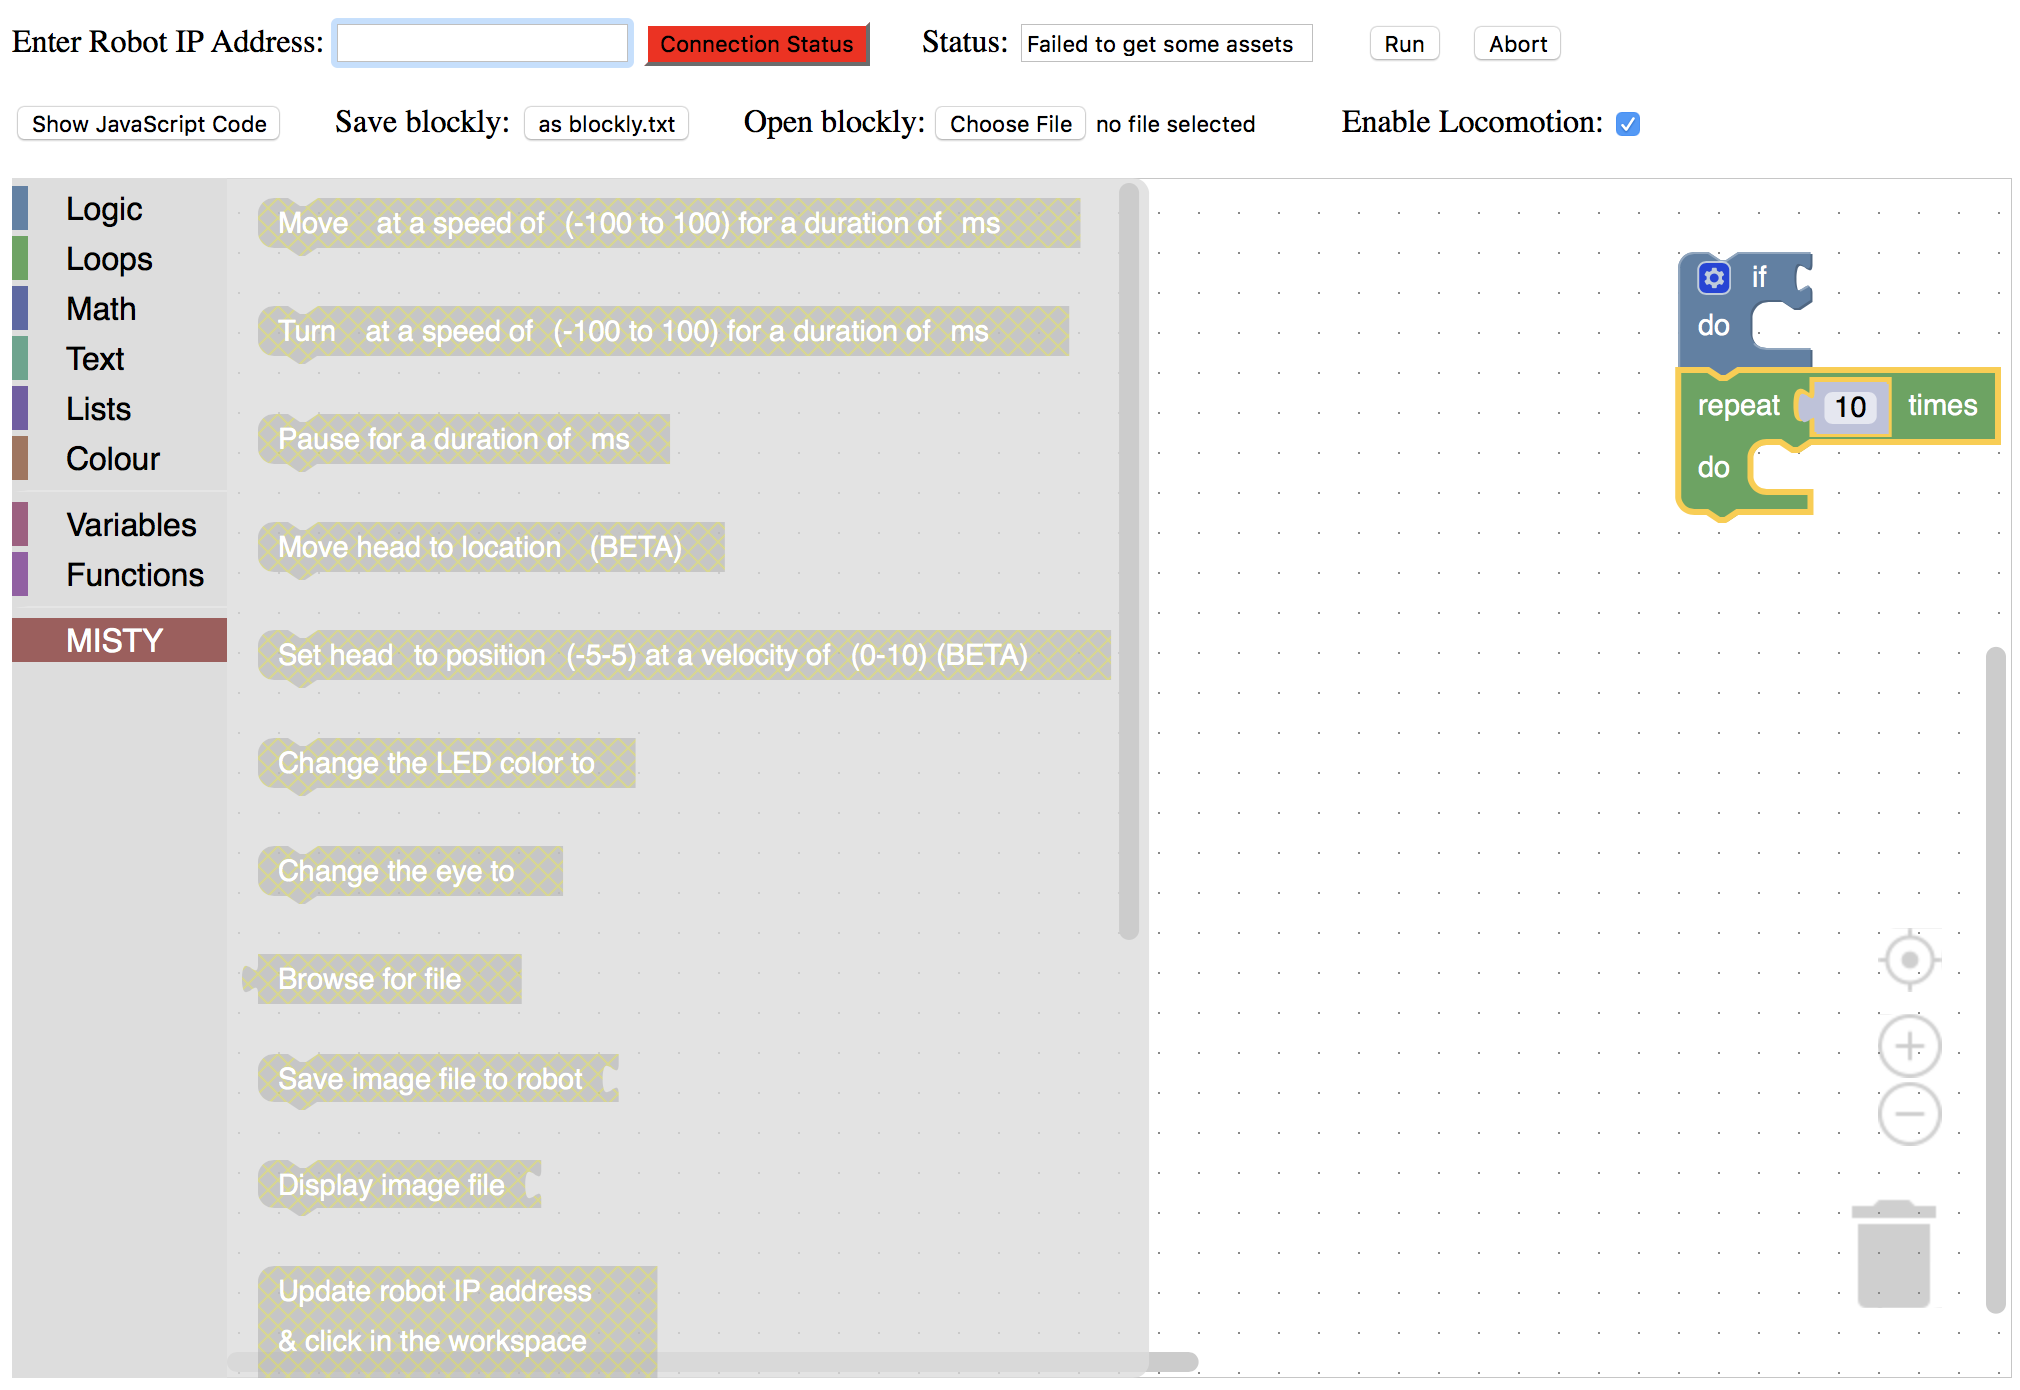 Enter Robot IP Address: Connection Status Status: Failed to get some assets Run Abort
Show JavaScript Code Save blockly: as blockly.txt Open blockly: Choose File no file selected Enable Locomotion:
Logic
Loops
Math
Text
Lists
Colour
Variables
Functions
MISTY
Move at a speed of (-100 to 100) for a duration of ms
Turn at a speed of (-100 to 100) for a duration of ms
Pause for a duration of ms
Move head to location (BETA)
Set head to position (-5-5) at a velocity of (0-10) (BETA)
Change the LED color to
Change the eye to
Browse for file
Save image file to robot
Display image file
Update robot IP address
& click in the workspace
if
do
repeat 10 times
do